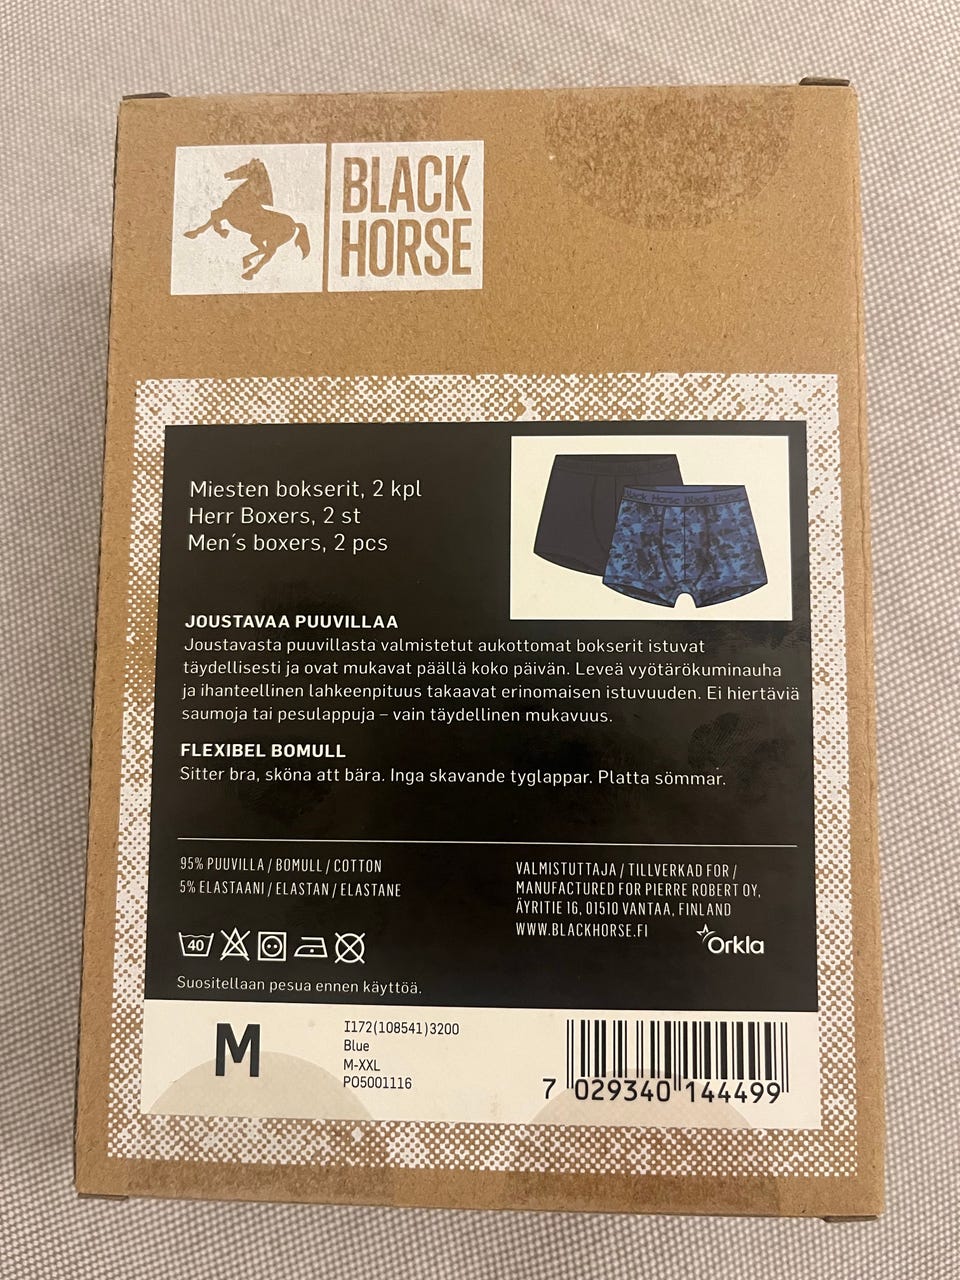 BLACK
HORSE
Miesten bokserit, 2 kpl
Herr Boxers, 2 st
Men´s boxers, 2 pcs
Black Horse Black Horse
JOUSTAVAA PUUVILLAA
Joustavasta puuvillasta valmistetut aukottomat bokserit istuvat
täydellisesti ja ovat mukavat päällä koko päivän. Leveä vyötärökuminauha
ja ihanteellinen lahkeenpituus takaavat erinomaisen istuvuuden. Ei hiertäviä
saumoja tai pesulappuja – vain täydellinen mukavuus.
FLEXIBEL BOMULL
Sitter bra, sköna att bära. Inga skavande tyglappar. Platta sömmar.
95% PUUVILLA / BOMULL / COTTON
5% ELASTAANI / ELASTAN / ELASTANE
VALMISTUTTAJA / TILLVERKAD FOR /
MANUFACTURED FOR PIERRE ROBERT OY,
ÄYRITIE 16, 01510 VANTAA, FINLAND
WWW.BLACKHORSE.FI
Orkla
40
Suositellaan pesua ennen käyttöä.
M
I172(108541)3200
Blue
M-XXL
PO5001116
7 029340 144499